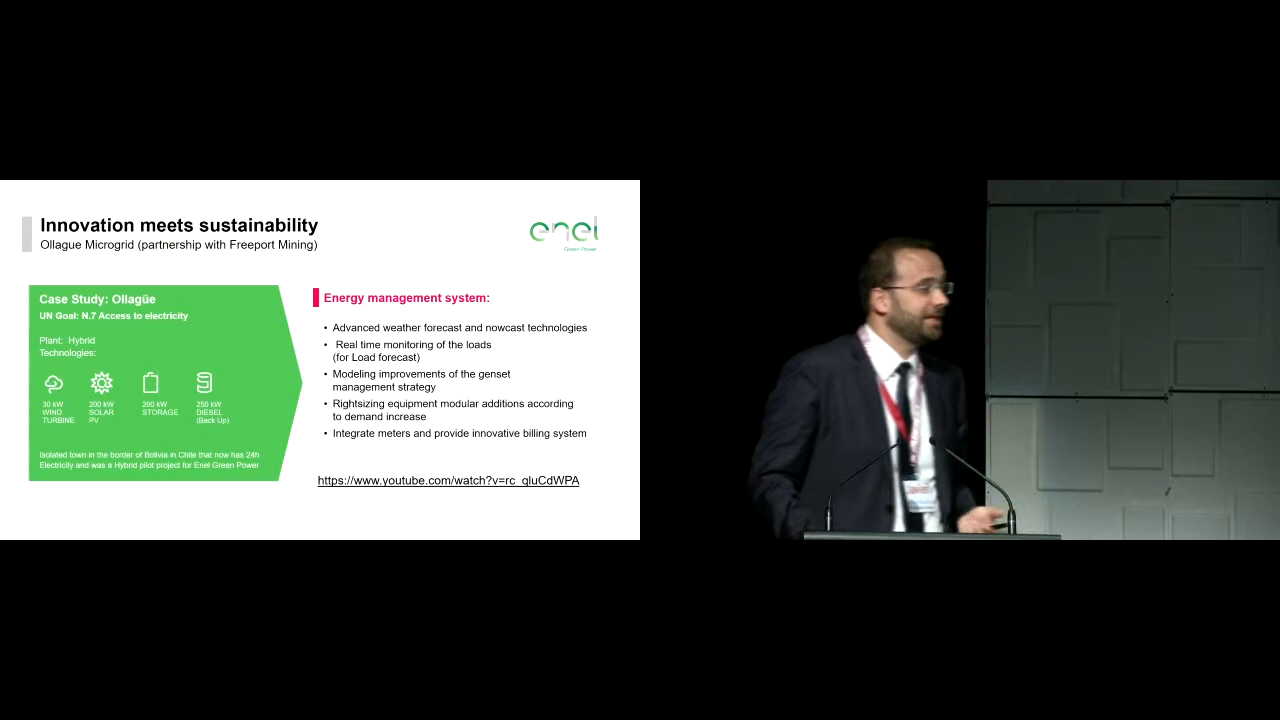 Innovation meets sustainability
Ollague Microgrid (partnership with Freeport Mining)
enel
Green Power
Case Study: Ollagüe
UN Goal: N.7 Access to electricity
Plant: Hybrid
Technologies:
30 kW
WIND
TURBINE
200 kW
SOLAR
PV
200 kW
STORAGE
250 kW
DIESEL
(Back Up)
Isolated town in the border of Bolivia in Chile that now has 24h
Electricity and was a Hybrid pilot project for Enel Green Power
Energy management system:
• Advanced weather forecast and nowcast technologies
• Real time monitoring of the loads
(for Load forecast)
• Modeling improvements of the genset
management strategy
• Rightsizing equipment modular additions according
to demand increase
• Integrate meters and provide innovative billing system
https://www.youtube.com/watch?v=rc_qluCdWPA